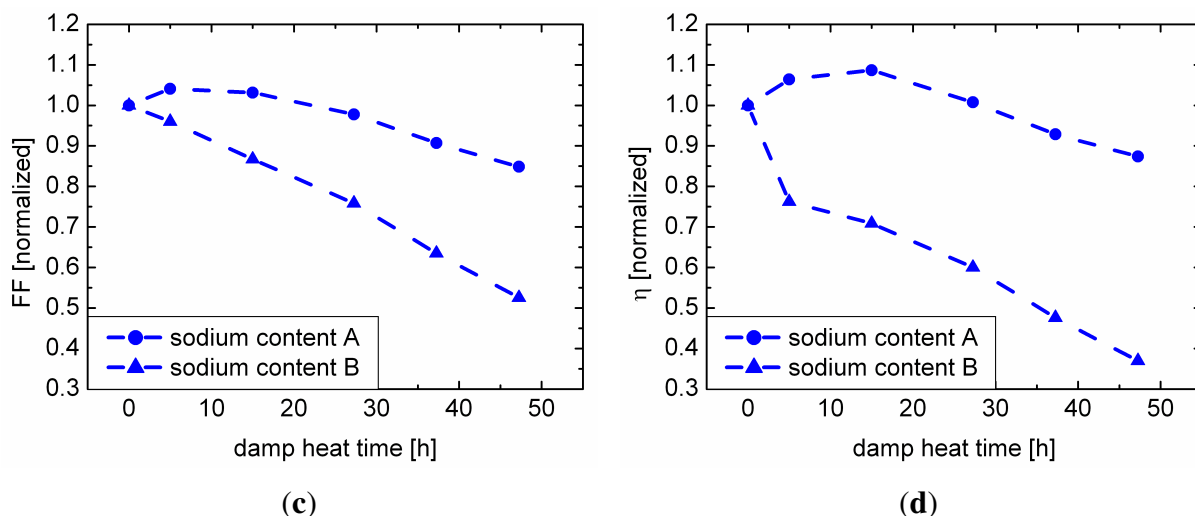 1.2
1.1
1.0
0.9
0.8
0.7
0.6
0.5
0.4
0.3
FF [normalized]
sodium content A
sodium content B
0 10 20 30 40 50
damp heat time [h]
(c)
1.2
1.1
1.0
0.9
0.8
0.7
0.6
0.5
0.4
0.3
η [normalized]
sodium content A
sodium content B
0 10 20 30 40 50
damp heat time [h]
(d)